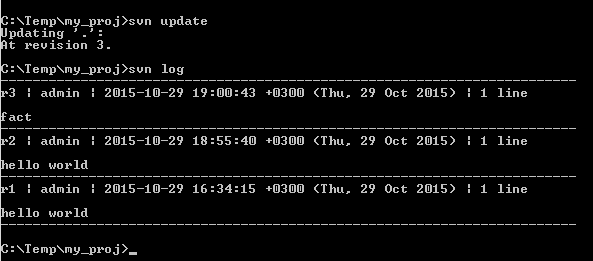 C:\Temp\my_proj>svn update
Updating '.':
At revision 3.
C:\Temp\my_proj>svn log
------------------------------------------------------------------------
r3 | admin | 2015-10-29 19:00:43 +0300 (Thu, 29 Oct 2015) | 1 line
fact
------------------------------------------------------------------------
r2 | admin | 2015-10-29 18:55:40 +0300 (Thu, 29 Oct 2015) | 1 line
hello world
------------------------------------------------------------------------
r1 | admin | 2015-10-29 16:34:15 +0300 (Thu, 29 Oct 2015) | 1 line
hello world
------------------------------------------------------------------------
C:\Temp\my_proj>_